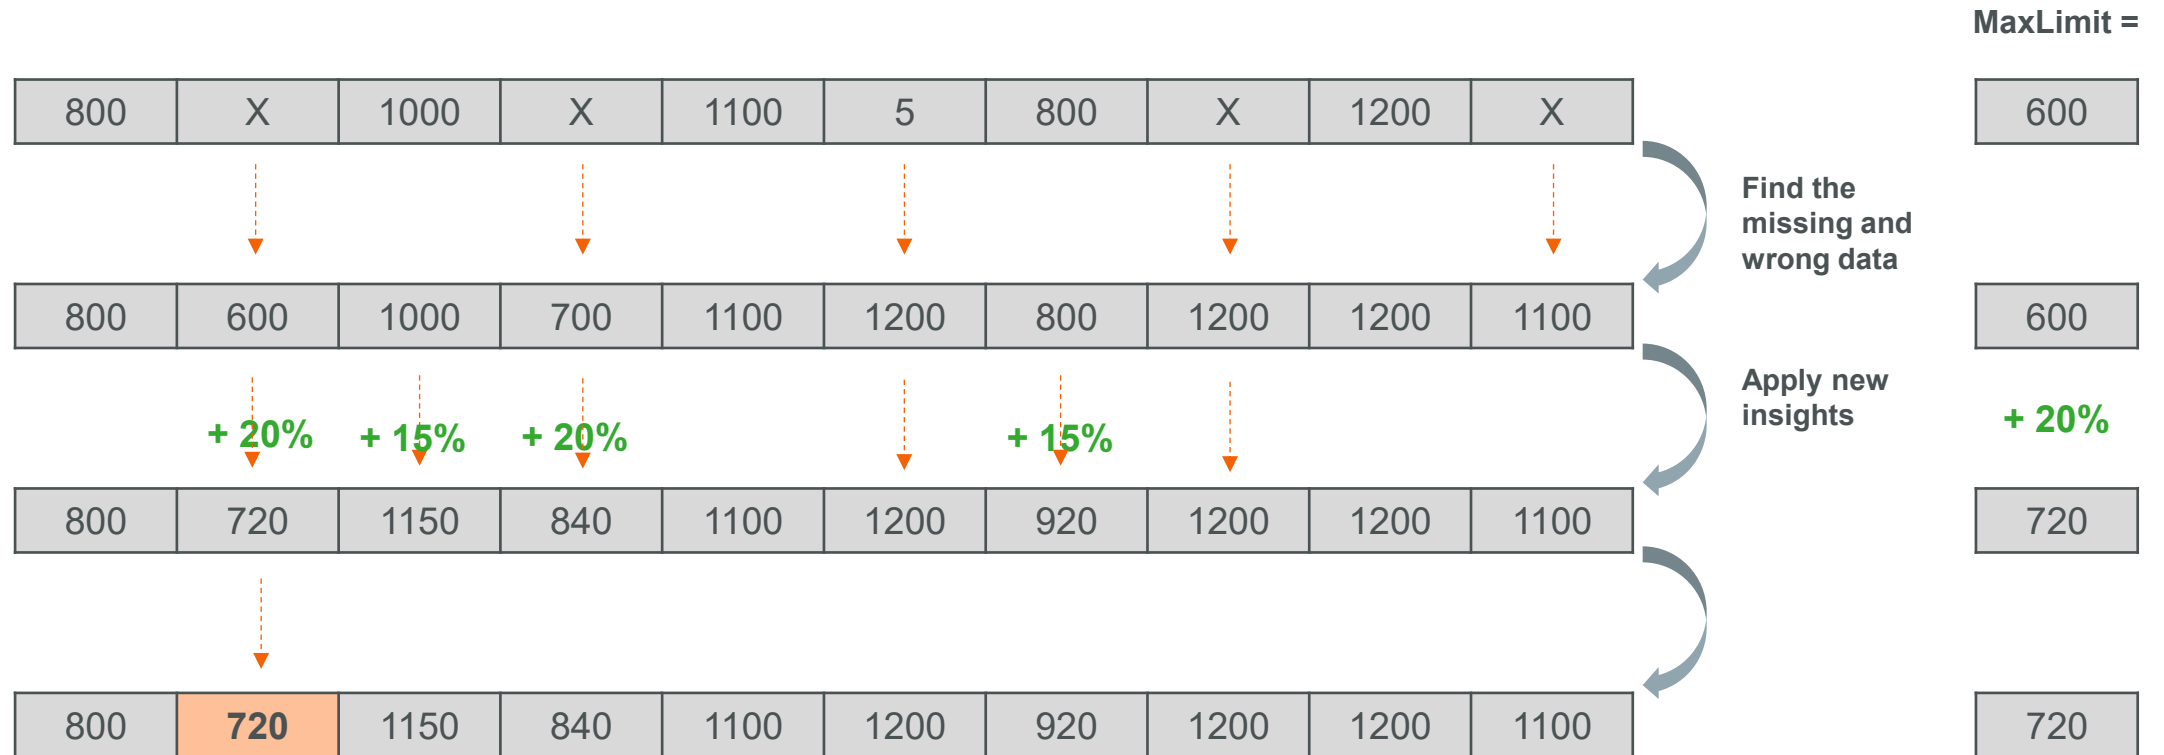 MaxLimit =
800 X 1000 X 1100 5 800 X 1200 X 600
Find the
missing and
wrong data
800 600 1000 700 1100 1200 800 1200 1200 1100 600
Apply new
insights
+ 20% + 15% + 20% + 15% + 20%
800 720 1150 840 1100 1200 920 1200 1200 1100 720
800 720 1150 840 1100 1200 920 1200 1200 1100 720